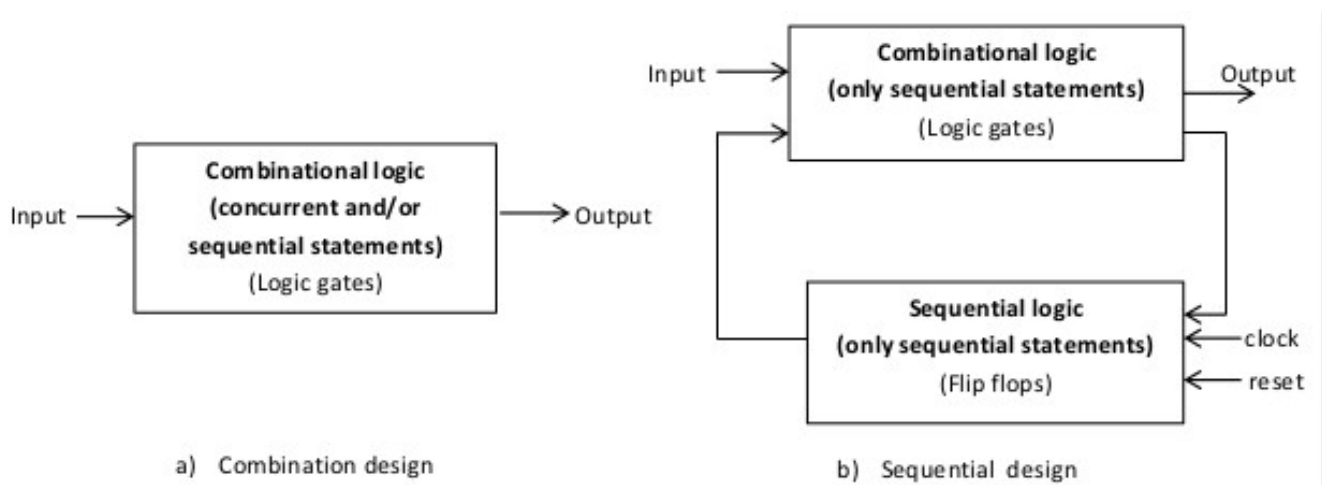 Input
Combinational logic
(concurrent and/or
sequential statements)
(Logic gates)
Output
a) Combination design
Input
Combinational logic
(only sequential statements)
(Logic gates)
Output
Sequential logic
(only sequential statements)
(Flip flops)
clock
reset
b) Sequential design